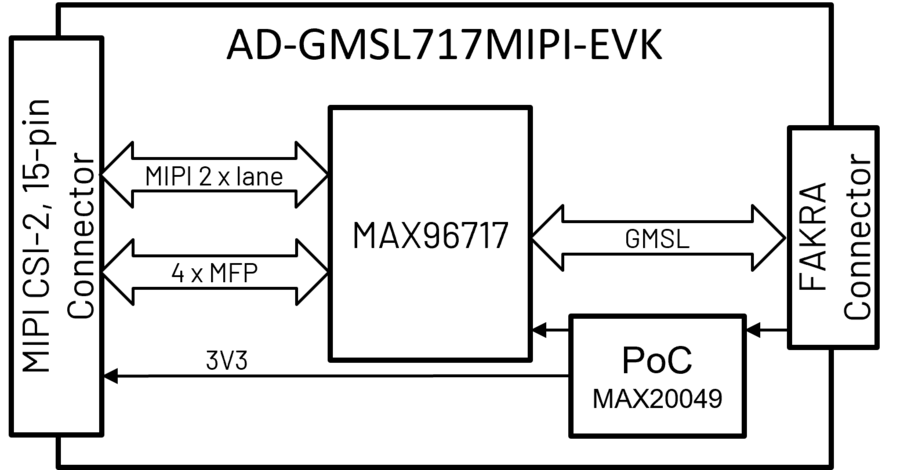 AD-GMSL717MIPI-EVK
MIPI CSI-2, 15-pin
Connector
MIPI 2 x lane
4 x MFP
3V3
MAX96717
GMSL
PoC
MAX20049
FAKRA
Connector